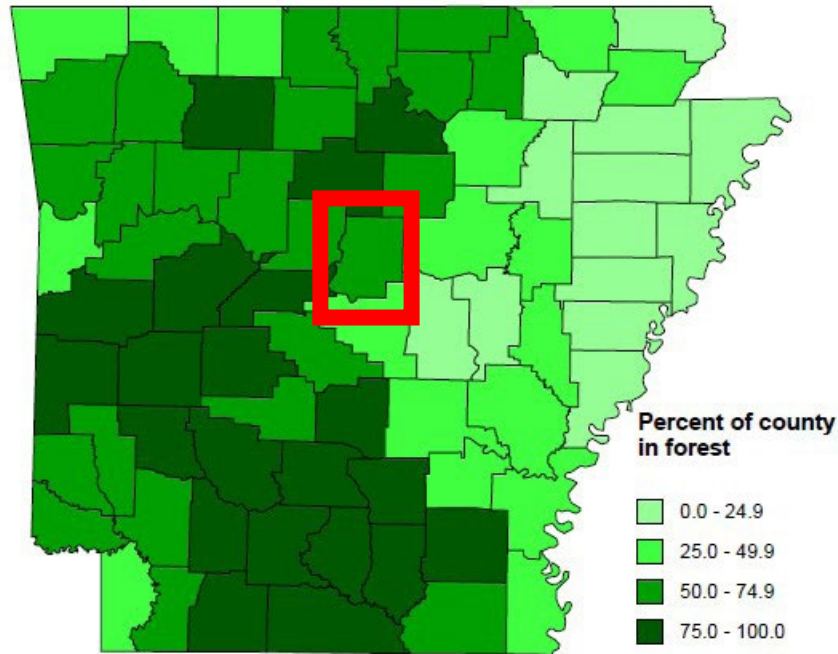 Percent of county
in forest
0.0 - 24.9
25.0 - 49.9
50.0 - 74.9
75.0 - 100.0